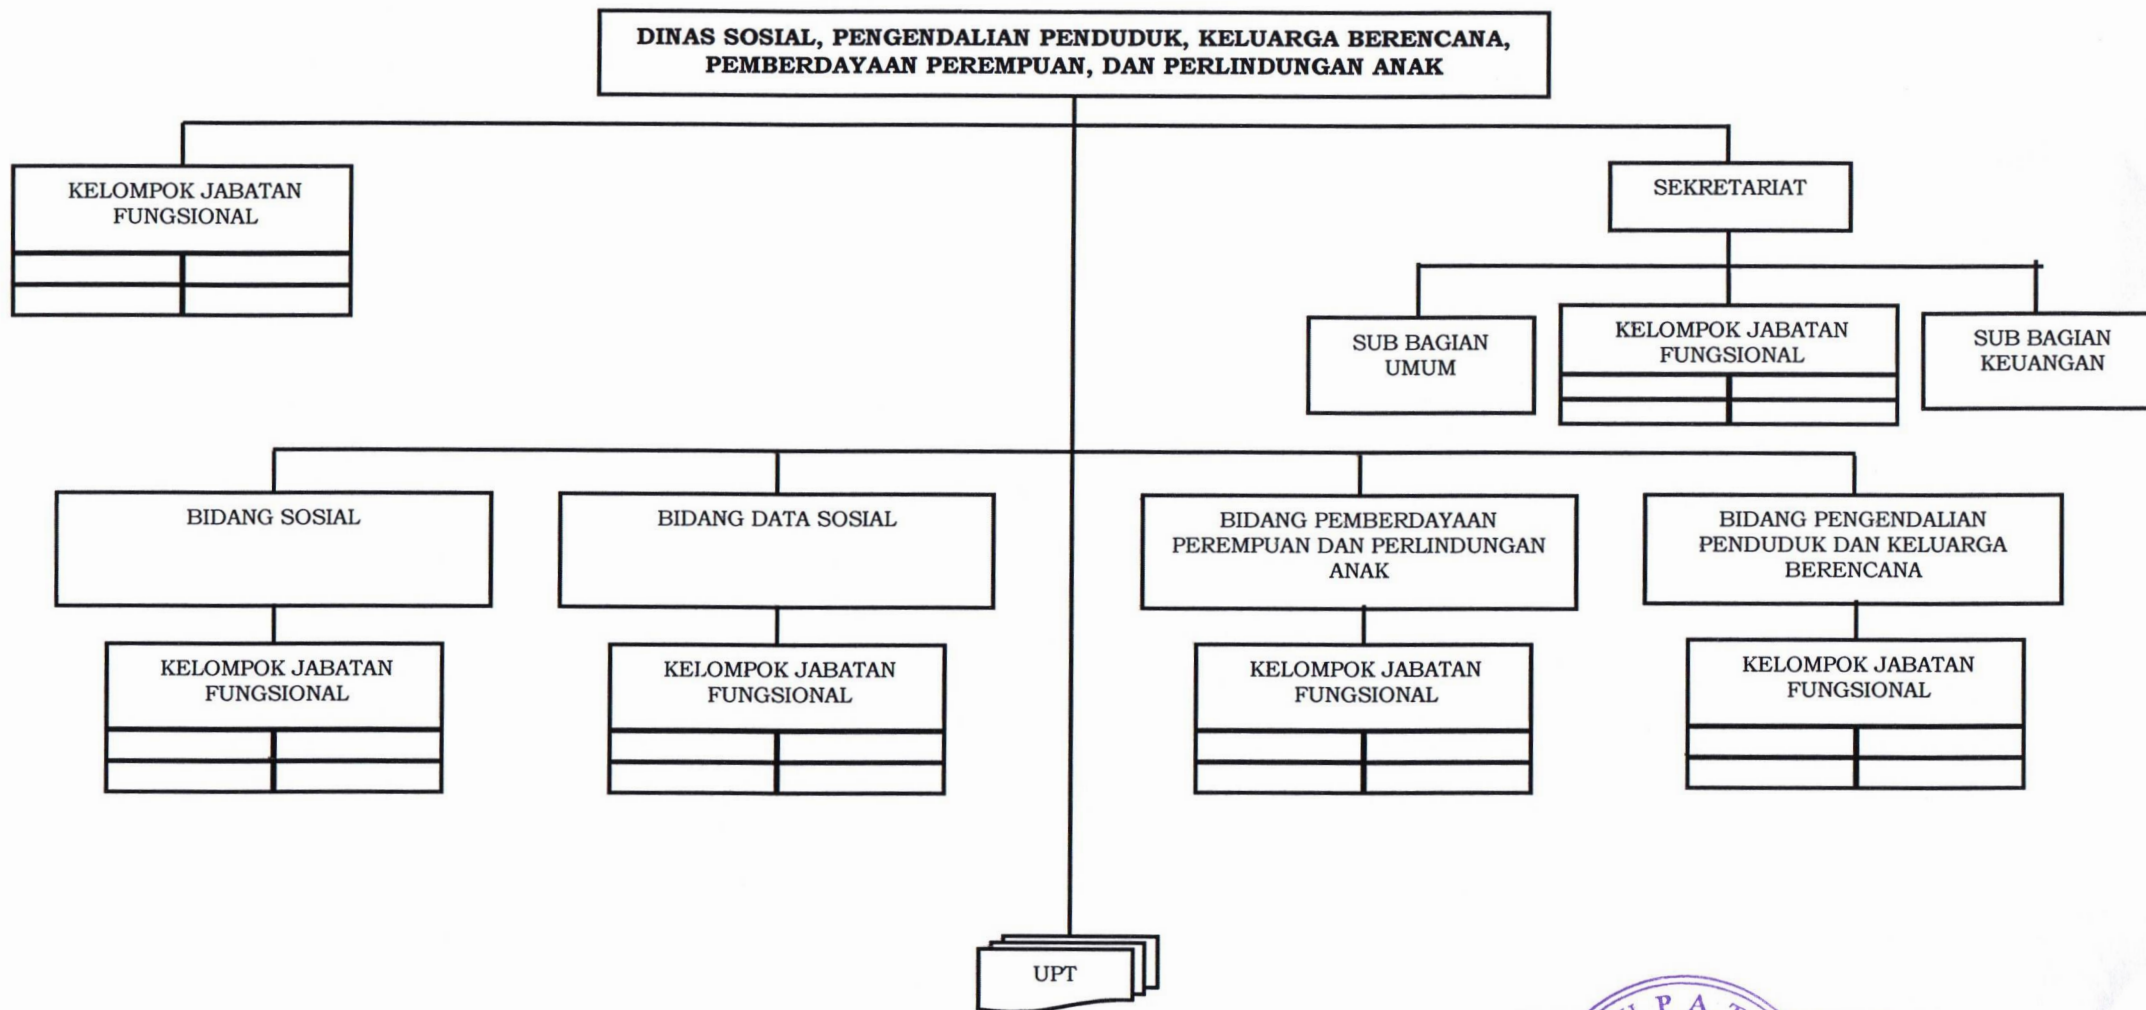 DINAS SOSIAL, PENGENDALIAN PENDUDUK, KELUARGA BERENCANA,
PEMBERDAYAAN PEREMPUAN, DAN PERLINDUNGAN ANAK
KELOMPOK JABATAN
FUNGSIONAL
SEKRETARIAT
SUB BAGIAN
UMUM
KELOMPOK JABATAN
FUNGSIONAL
SUB BAGIAN
KEUANGAN
BIDANG SOSIAL
BIDANG DATA SOSIAL
BIDANG PEMBERDAYAAN
PEREMPUAN DAN PERLINDUNGAN
ANAK
BIDANG PENGENDALIAN
PENDUDUK DAN KELUARGA
BERENCANA
KELOMPOK JABATAN
FUNGSIONAL
KELOMPOK JABATAN
FUNGSIONAL
KELOMPOK JABATAN
FUNGSIONAL
KELOMPOK JABATAN
FUNGSIONAL
UPT